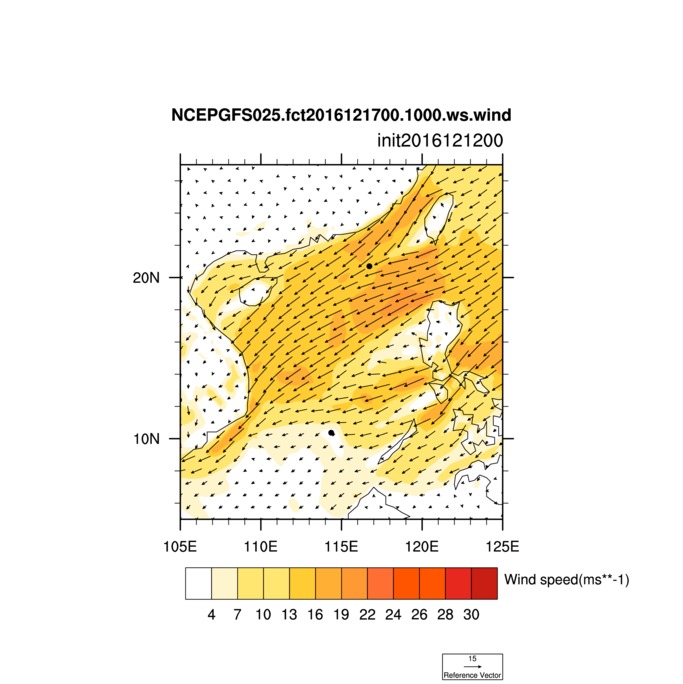 NCEPGFS025.fct2016121700.1000.ws.wind
init2016121200
20N
10N
105E 110E 115E 120E 125E
Wind speed(ms**-1)
4 7 10 13 16 19 22 24 26 28 30
15
Reference Vector